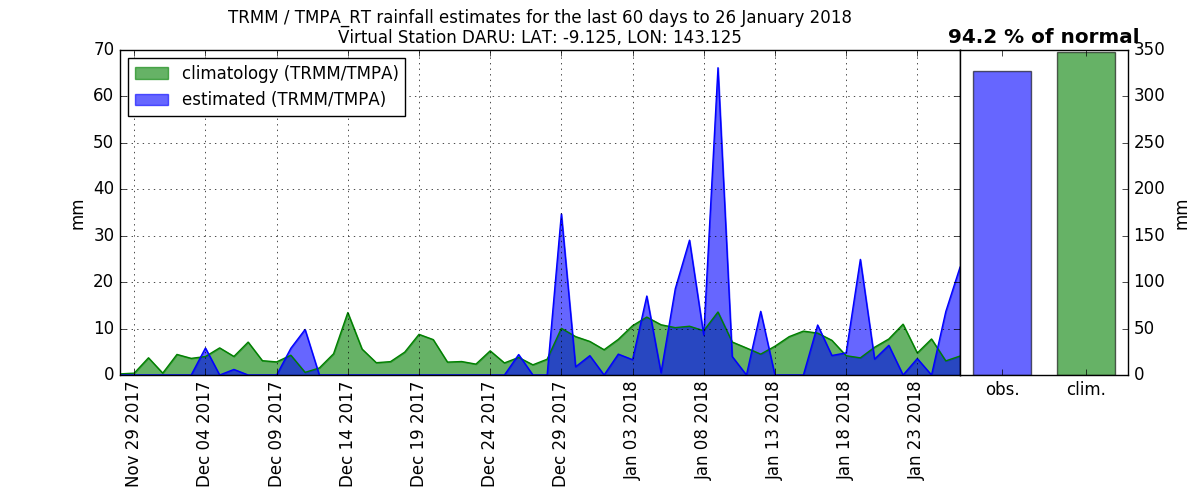 TRMM / TMPA_RT rainfall estimates for the last 60 days to 26 January 2018
Virtual Station DARU: LAT: -9.125, LON: 143.125
94.2 % of normal
climatology (TRMM/TMPA)
estimated (TRMM/TMPA)
70
60
50
40
30
20
10
0
mm
Nov 29 2017
Dec 04 2017
Dec 09 2017
Dec 14 2017
Dec 19 2017
Dec 24 2017
Dec 29 2017
Jan 03 2018
Jan 08 2018
Jan 13 2018
Jan 18 2018
Jan 23 2018
obs.
clim.
350
300
250
200
150
100
50
0
mm